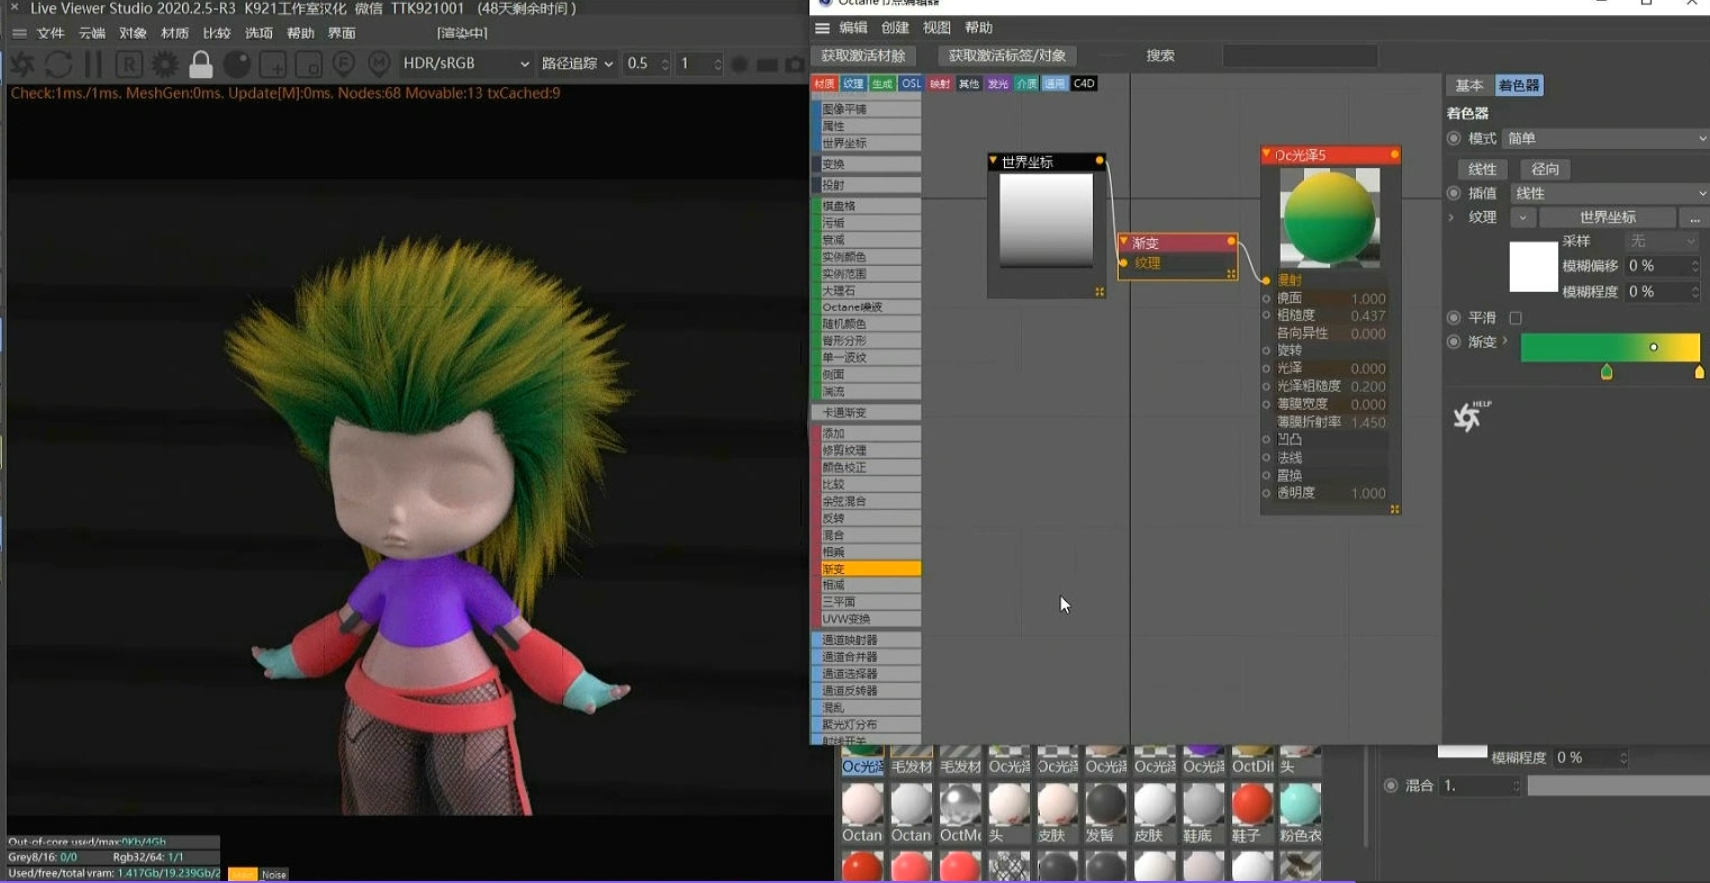 Live Viewer Studio 2020.2.5-R3 K921工作室汉化 微信 TTK921001 (48天剩余时间)
文件 云端 对象 材质 比较 选项 帮助 界面 [渲染中]
HDR/sRGB 路径追踪 0.5 1
Check:1ms./1ms. MeshGen:0ms. Update[M]:0ms. Nodes:68 Movable:13 txCached:9
Out-of-core used/max:0Kb/4Gb
Grey8/16: 0/0 Rgb32/64: 1/1
Used/free/total vram: 1.417Gb/19.239Gb/2
Noise
Octane节点编辑器
编辑 创建 视图 帮助
获取激活材质 获取激活标签/对象 搜索
材质 纹理 生成 OSL 映射 其他 发光 介质 通用 C4D
图像平铺
属性
世界坐标
变换
投射
棋盘格
污垢
衰减
实例颜色
实例范围
大理石
Octane噪波
随机颜色
脊形分形
单一波纹
侧面
湍流
卡通渐变
添加
修剪纹理
颜色校正
比较
余弦混合
反转
混合
相乘
渐变
相减
三平面
UVW变换
通道映射器
通道合并器
通道选择器
通道反转器
混乱
聚光灯分布
射线开关
世界坐标
渐变
纹理
Oc光泽5
漫射
镜面 1.000
粗糙度 0.437
各向异性 0.000
旋转
光泽 0.000
光泽粗糙度 0.200
薄膜宽度 0.000
薄膜折射率 1.450
凹凸
法线
置换
透明度 1.000
基本 着色器
着色器
模式 简单
线性 径向
插值 线性
纹理 世界坐标 ...
采样 无
模糊偏移 0 %
模糊程度 0 %
平滑
渐变
HELP
模糊程度 0 %
混合 1.
Oc光泽 毛发材 毛发材 Oc光泽 Oc光泽 Oc光泽 Oc光泽 Oc光泽 OctDif 头
Octan Octan OctMe 头 皮肤 发髻 皮肤 鞋底 鞋子 粉色衣